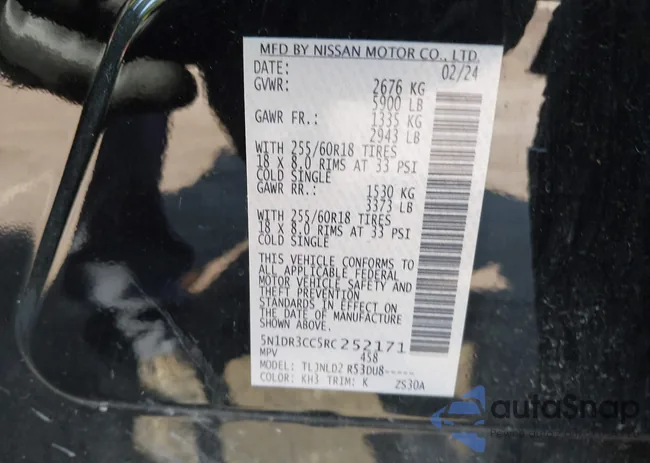 MFD BY NISSAN MOTOR CO., LTD.
DATE: 02/24
GVWR: 2676 KG
5900 LB
GAWR FR.: 1335 KG
2943 LB
WITH 255/60R18 TIRES
18 X 8.0 RIMS AT 33 PSI
COLD SINGLE
GAWR RR.: 1530 KG
3373 LB
WITH 255/60R18 TIRES
18 X 8.0 RIMS AT 33 PSI
COLD SINGLE
THIS VEHICLE CONFORMS TO
ALL APPLICABLE FEDERAL
MOTOR VEHICLE SAFETY AND
THEFT PREVENTION
STANDARDS IN EFFECT ON
THE DATE OF MANUFACTURE
SHOWN ABOVE.
5N1DR3CC5RC252171
MPV 458
MODEL: TLJNLDZ R53DU8-----
COLOR: KH3 TRIM: K ZS30A
autoSnap